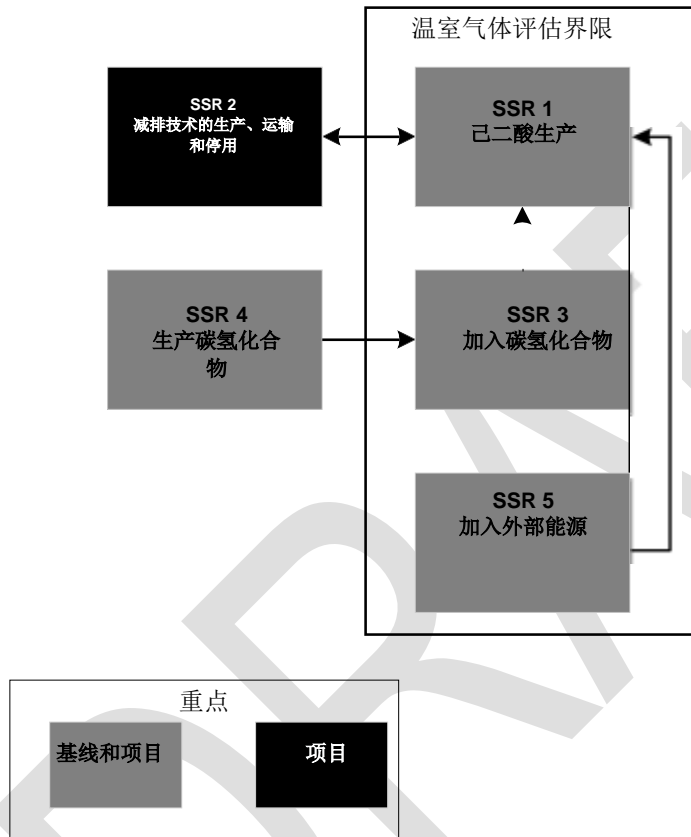 温室气体评估界限
SSR 2
减排技术的生产、运输
和停用
SSR 1
己二酸生产
SSR 4
生产碳氢化合
物
SSR 3
加入碳氢化合物
SSR 5
加入外部能源
重点
基线和项目
项目
DRAFT